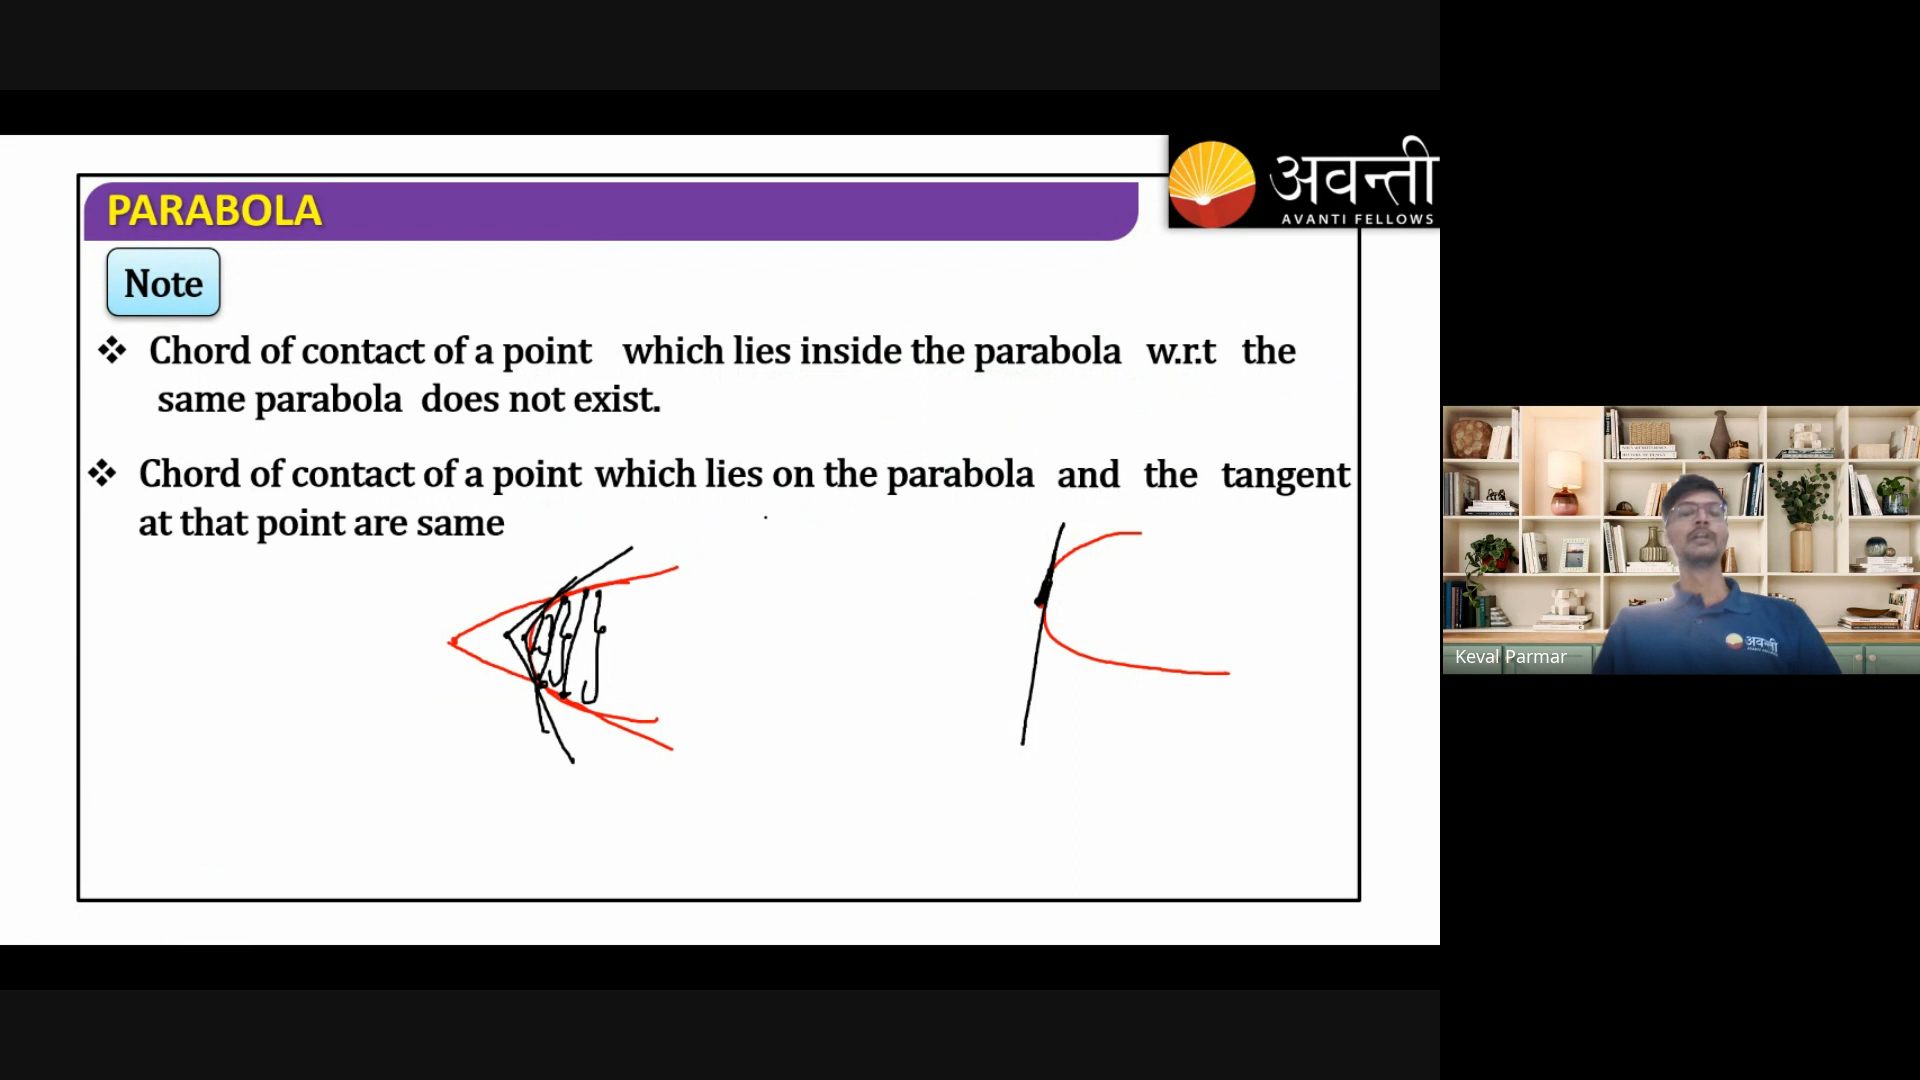 अवन्ती
AVANTI FELLOWS
PARABOLA
Note
❖ Chord of contact of a point which lies inside the parabola w.r.t the
same parabola does not exist.
❖ Chord of contact of a point which lies on the parabola and the tangent
at that point are same
अवन्ती
Keval Parmar